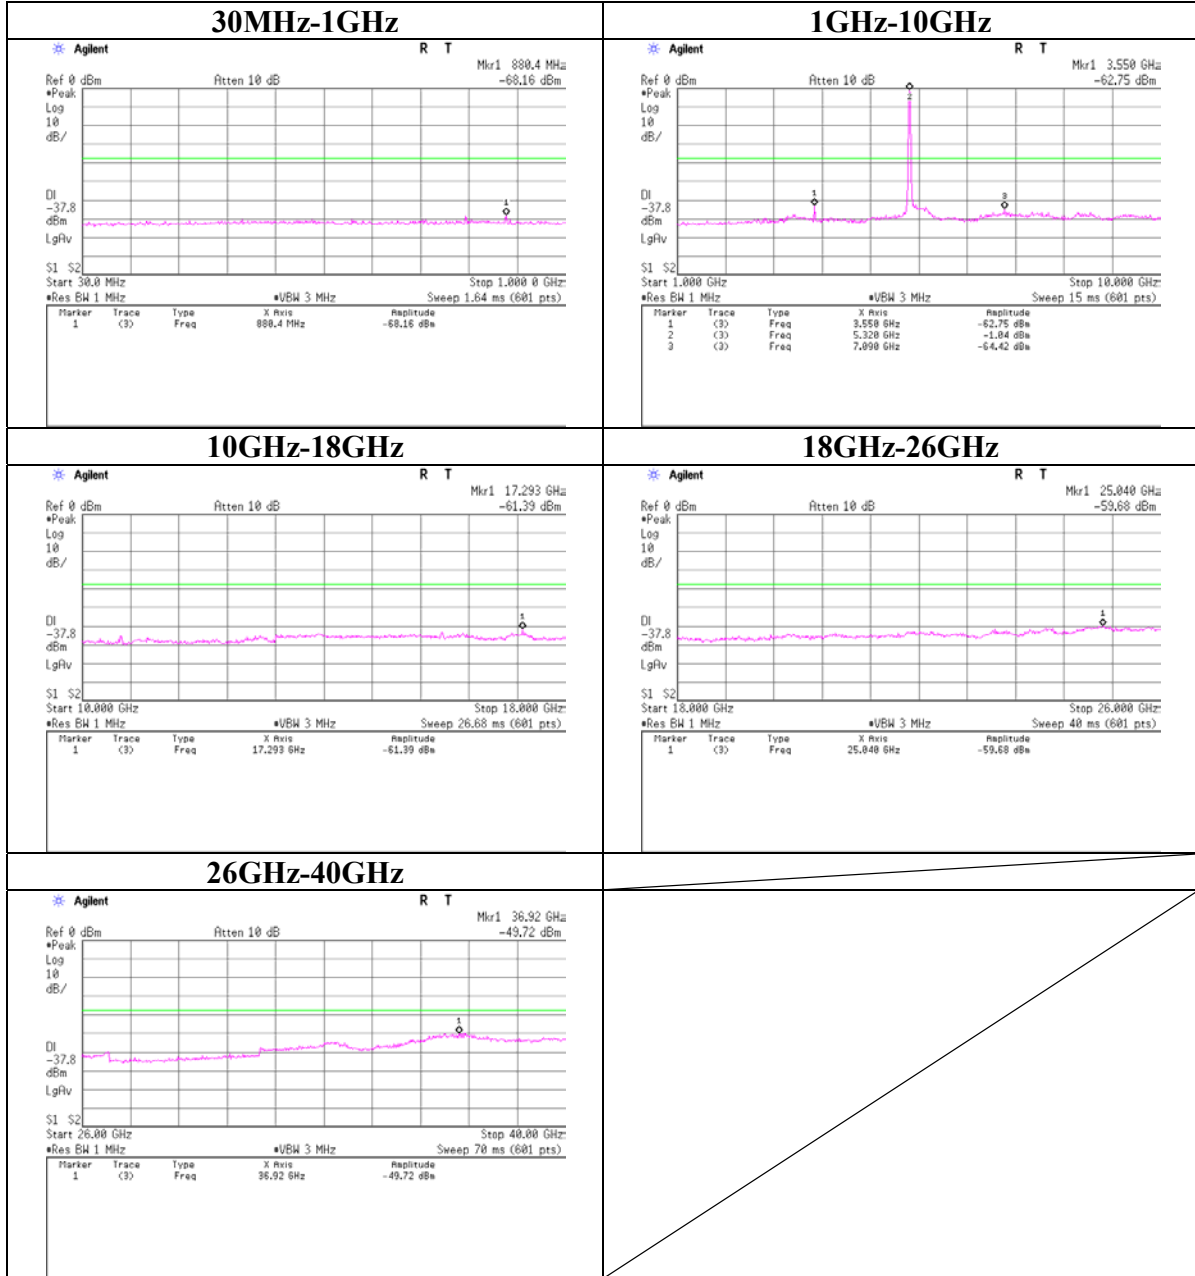 30MHz-1GHz
Agilent R T
Mkr1 880.4 MHz
Ref 0 dBm Atten 10 dB -68.16 dBm
#Peak
Log
10
dB/
1
DI
-37.8
dBm
LgAv
S1 S2
Start 30.0 MHz Stop 1.000 0 GHz
#Res BW 1 MHz #VBW 3 MHz Sweep 1.64 ms (601 pts)
Marker Trace Type X Axis Amplitude
1 (3) Freq 880.4 MHz -68.16 dBm
1GHz-10GHz
Agilent R T
Mkr1 3.550 GHz
Ref 0 dBm Atten 10 dB -62.75 dBm
#Peak
Log
10
dB/
2
1
3
DI
-37.8
dBm
LgAv
S1 S2
Start 1.000 GHz Stop 10.000 GHz
#Res BW 1 MHz #VBW 3 MHz Sweep 15 ms (601 pts)
Marker Trace Type X Axis Amplitude
1 (3) Freq 3.550 GHz -62.75 dBm
2 (3) Freq 5.320 GHz -1.04 dBm
3 (3) Freq 7.090 GHz -64.42 dBm
10GHz-18GHz
Agilent R T
Mkr1 17.293 GHz
Ref 0 dBm Atten 10 dB -61.39 dBm
#Peak
Log
10
dB/
1
DI
-37.8
dBm
LgAv
S1 S2
Start 10.000 GHz Stop 18.000 GHz
#Res BW 1 MHz #VBW 3 MHz Sweep 26.68 ms (601 pts)
Marker Trace Type X Axis Amplitude
1 (3) Freq 17.293 GHz -61.39 dBm
18GHz-26GHz
Agilent R T
Mkr1 25.040 GHz
Ref 0 dBm Atten 10 dB -59.68 dBm
#Peak
Log
10
dB/
1
DI
-37.8
dBm
LgAv
S1 S2
Start 18.000 GHz Stop 26.000 GHz
#Res BW 1 MHz #VBW 3 MHz Sweep 40 ms (601 pts)
Marker Trace Type X Axis Amplitude
1 (3) Freq 25.040 GHz -59.68 dBm
26GHz-40GHz
Agilent R T
Mkr1 36.92 GHz
Ref 0 dBm Atten 10 dB -49.72 dBm
#Peak
Log
10
dB/
1
DI
-37.8
dBm
LgAv
S1 S2
Start 26.00 GHz Stop 40.00 GHz
#Res BW 1 MHz #VBW 3 MHz Sweep 70 ms (601 pts)
Marker Trace Type X Axis Amplitude
1 (3) Freq 36.92 GHz -49.72 dBm